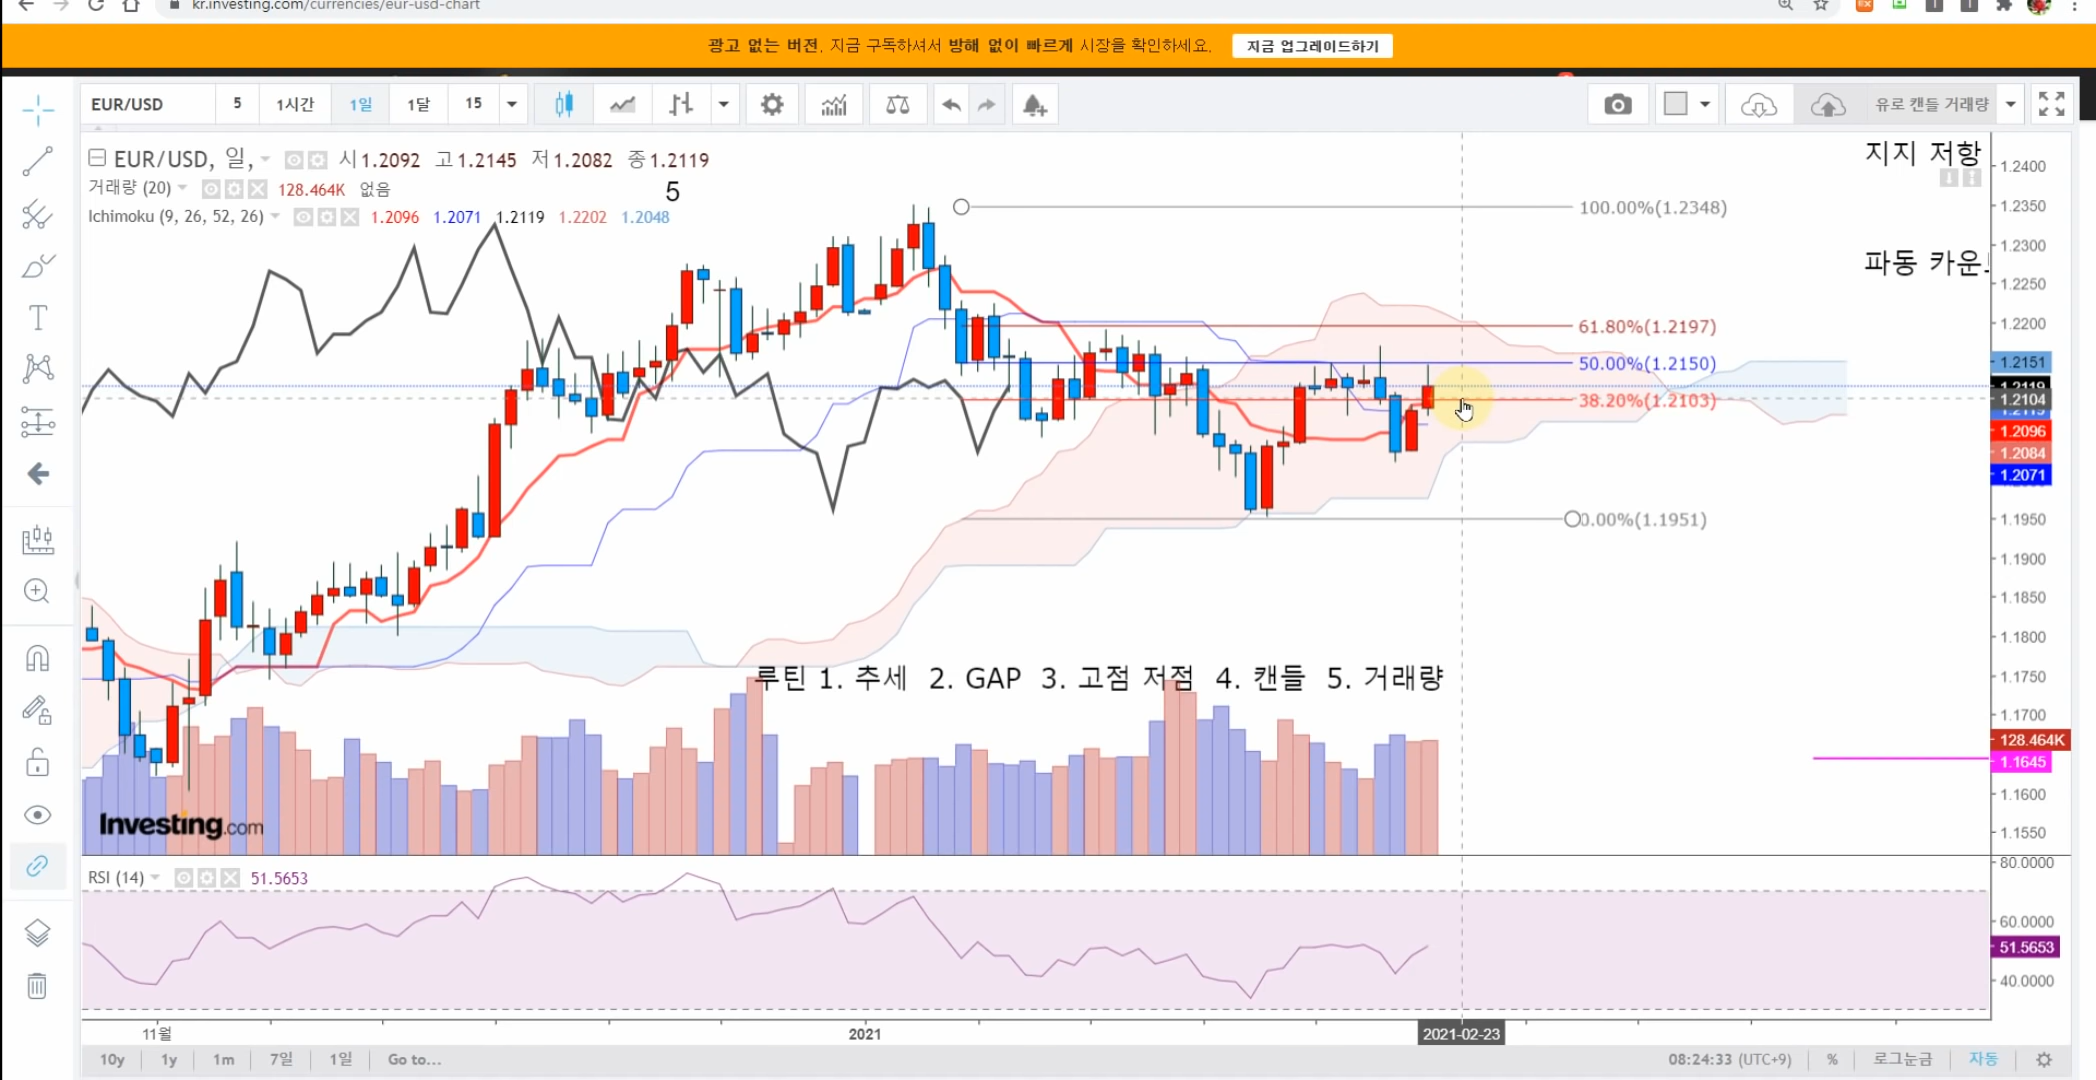 kr.investing.com/currencies/eur-usd-chart
광고 없는 버전. 지금 구독하셔서 방해 없이 빠르게 시장을 확인하세요. 지금 업그레이드하기
EUR/USD 5 1시간 1일 1달 15 유로 캔들 거래량
EUR/USD, 일, 시 1.2092 고 1.2145 저 1.2082 종 1.2119
거래량 (20) 128.464K 없음
5
Ichimoku (9, 26, 52, 26) 1.2096 1.2071 1.2119 1.2202 1.2048
지지 저항
파동 카운
100.00%(1.2348)
61.80%(1.2197)
50.00%(1.2150)
38.20%(1.2103)
0.00%(1.1951)
1.2400
1.2350
1.2300
1.2250
1.2200
1.2151
1.2119
1.2104
1.2096
1.2084
1.2071
1.1950
1.1900
1.1850
1.1800
1.1750
1.1700
128.464K
1.1645
1.1600
1.1550
루틴 1. 추세 2. GAP 3. 고점 저점 4. 캔들 5. 거래량
Investing.com
RSI (14) 51.5653
80.0000
60.0000
51.5653
40.0000
11월 2021 2021-02-23
10y 1y 1m 7일 1일 Go to... 08:24:33 (UTC+9) % 로그눈금 자동